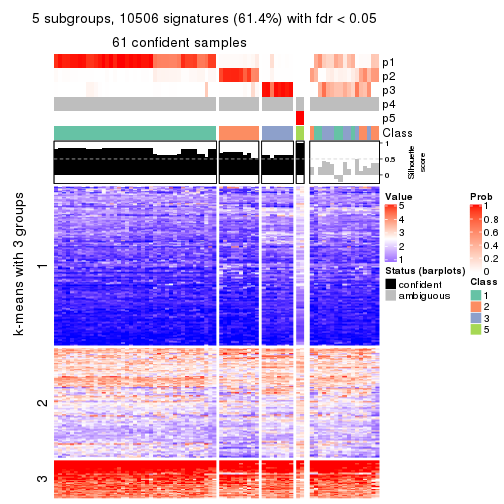 5 subgroups, 10506 signatures (61.4%) with fdr < 0.05
61 confident samples
p1
p2
p3
p4
p5
Class
1
0.5
0
Silhouette
score
k-means with 3 groups
1
2
3
Value
5
4
3
2
1
Status (barplots)
confident
ambiguous
Prob
1
0.8
0.6
0.4
0.2
0
Class
1
2
3
5